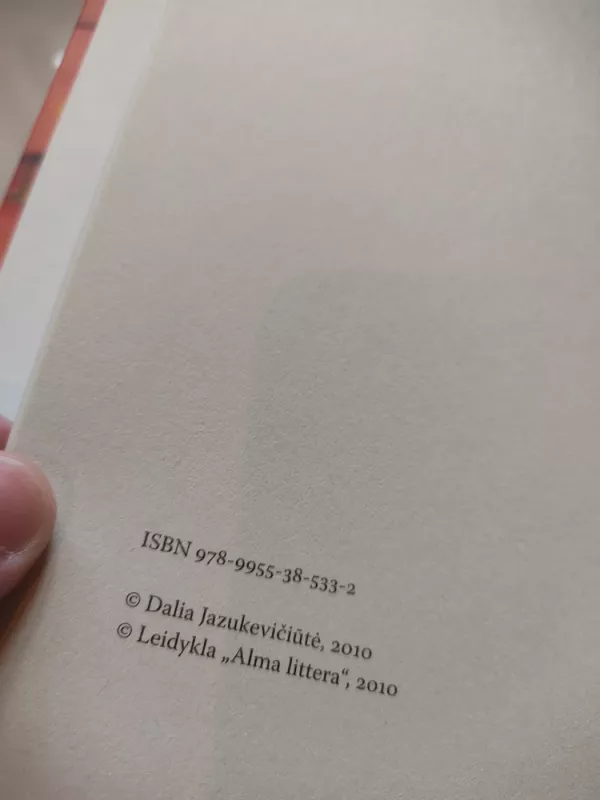 ISBN 978-9955-38-533-2
© Dalia Jazukevičiūtė, 2010
© Leidykla „Alma littera“, 2010